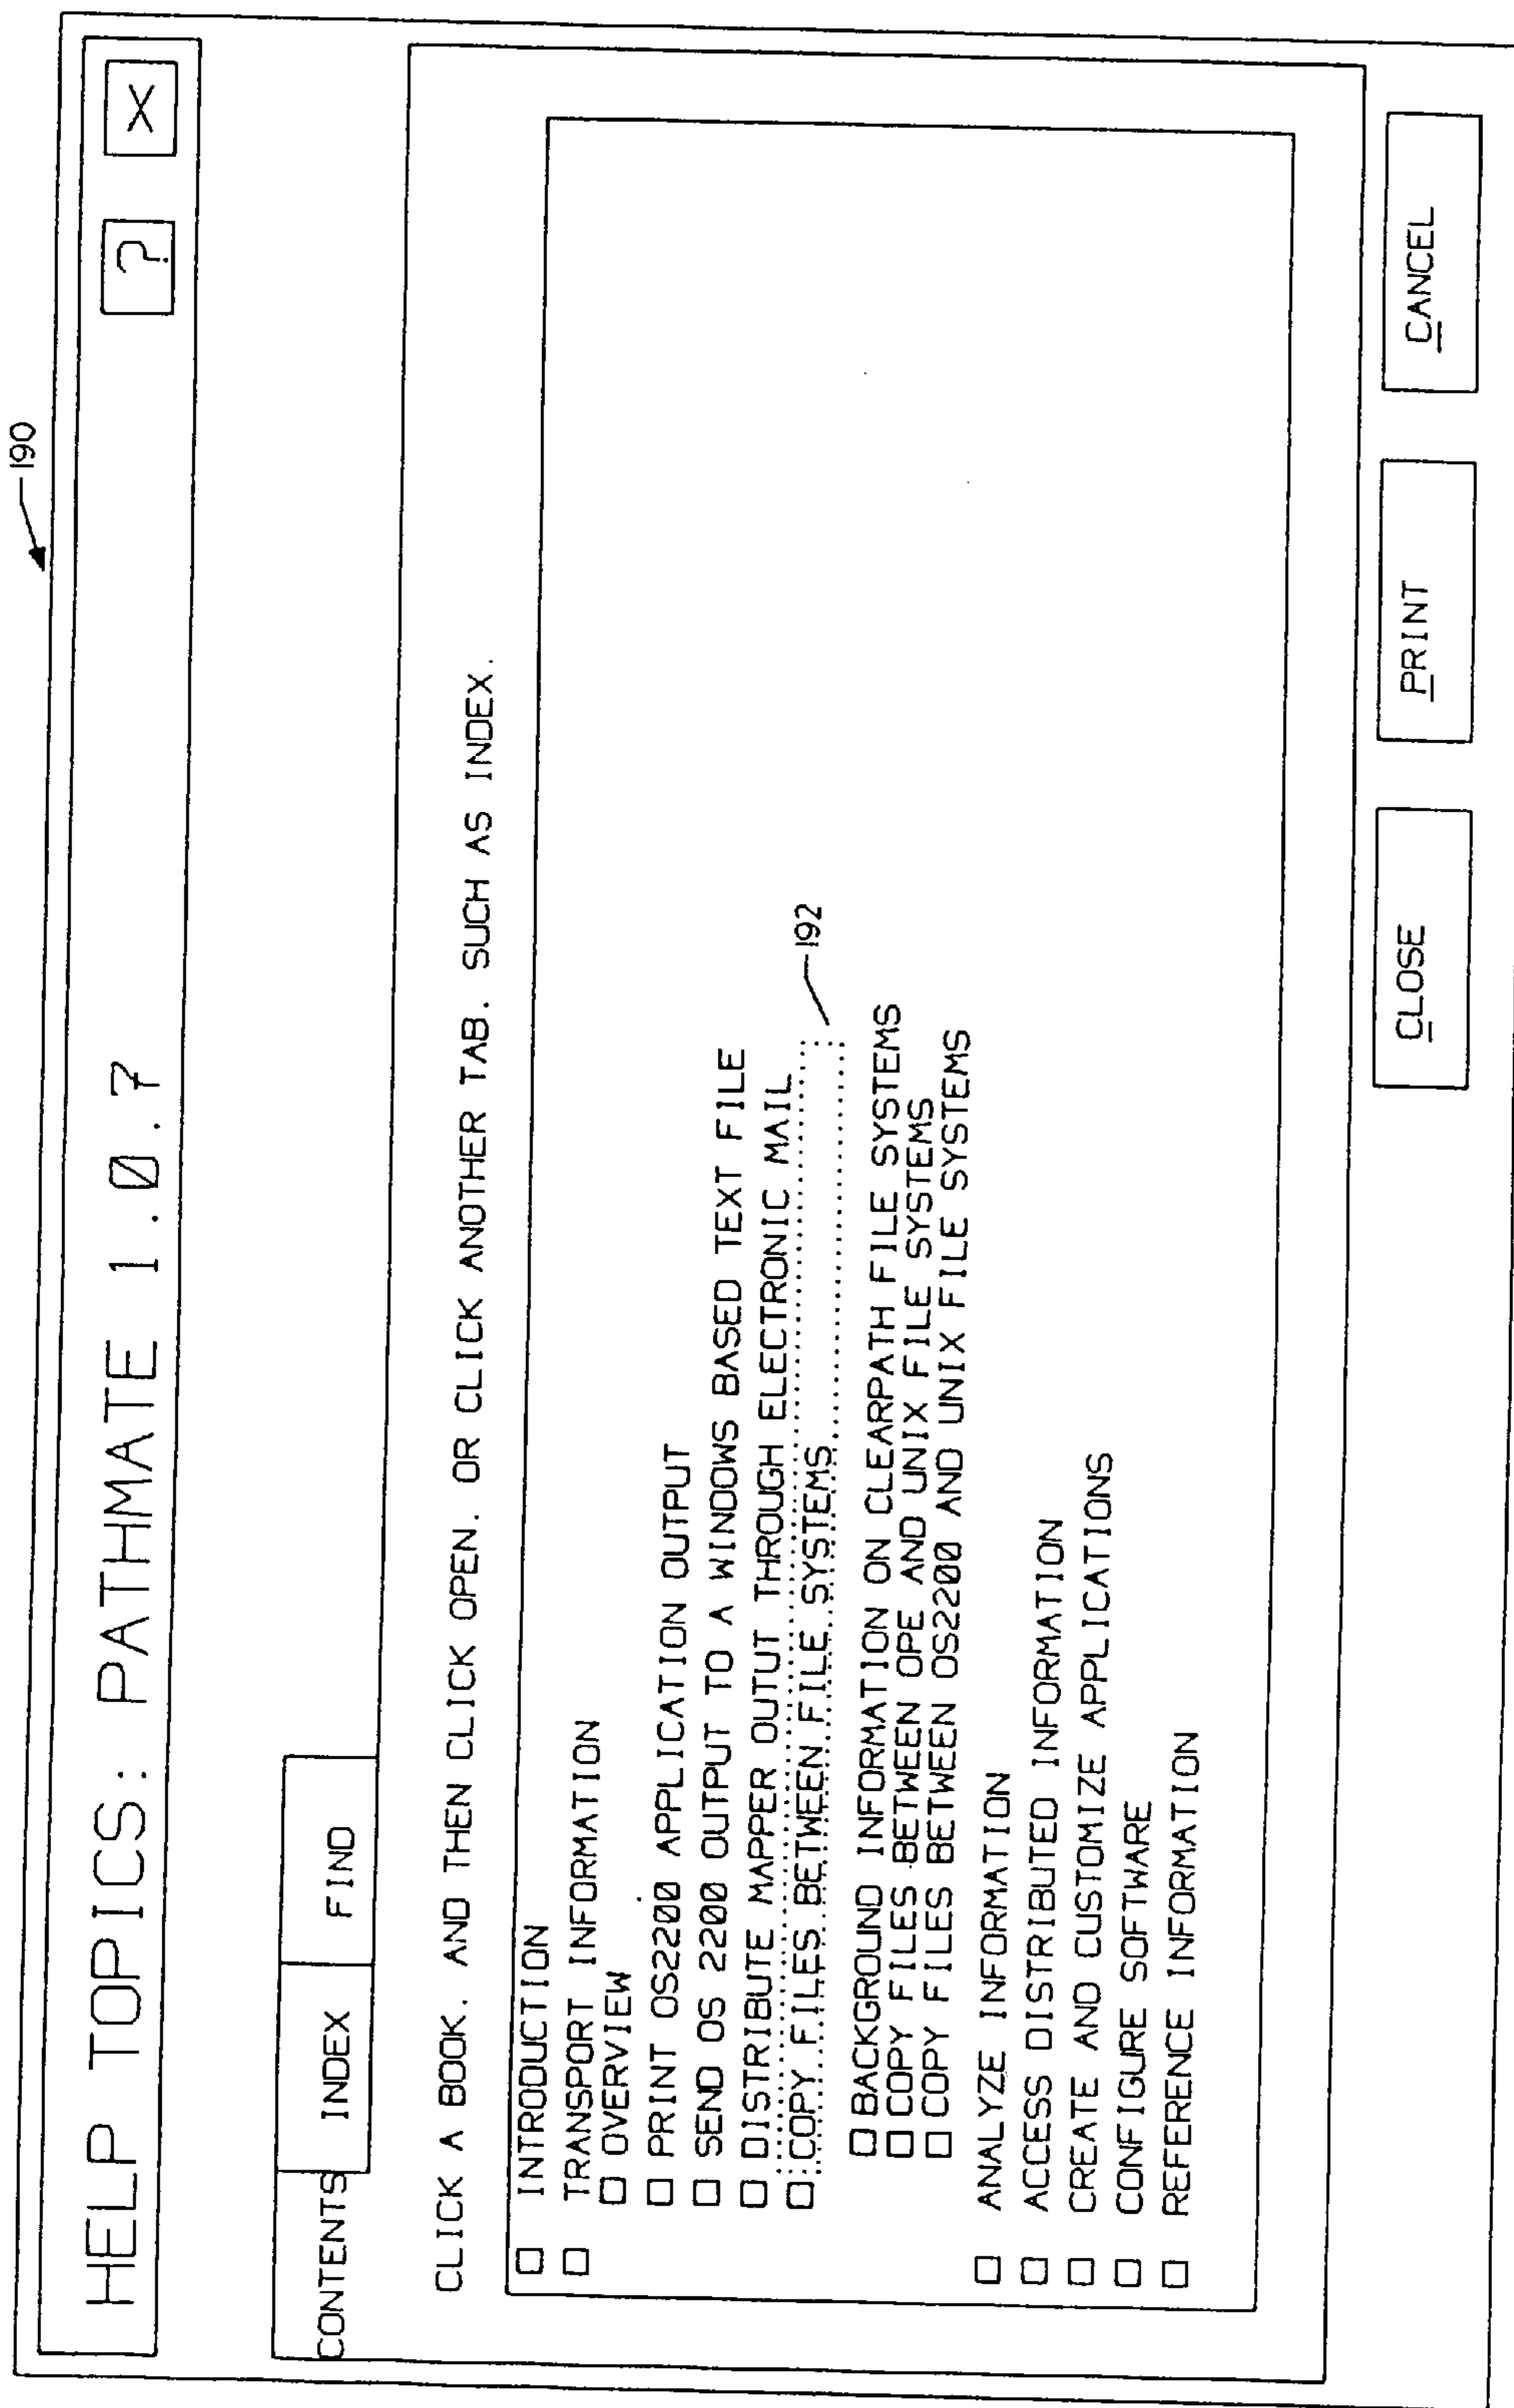 190
HELP TOPICS: PATHMATE 1.0.7
? X
CONTENTS INDEX FIND
CLICK A BOOK. AND THEN CLICK OPEN. OR CLICK ANOTHER TAB. SUCH AS INDEX.
INTRODUCTION
TRANSPORT INFORMATION
OVERVIEW
PRINT OS2200 APPLICATION OUTPUT
SEND OS 2200 OUTPUT TO A WINDOWS BASED TEXT FILE
DISTRIBUTE MAPPER OUTUT THROUGH ELECTRONIC MAIL
COPY FILES BETWEEN FILE SYSTEMS
192
BACKGROUND INFORMATION ON CLEARPATH FILE SYSTEMS
COPY FILES BETWEEN OPE AND UNIX FILE SYSTEMS
COPY FILES BETWEEN OS2200 AND UNIX FILE SYSTEMS
ANALYZE INFORMATION
ACCESS DISTRIBUTED INFORMATION
CREATE AND CUSTOMIZE APPLICATIONS
CONFIGURE SOFTWARE
REFERENCE INFORMATION
CLOSE PRINT CANCEL